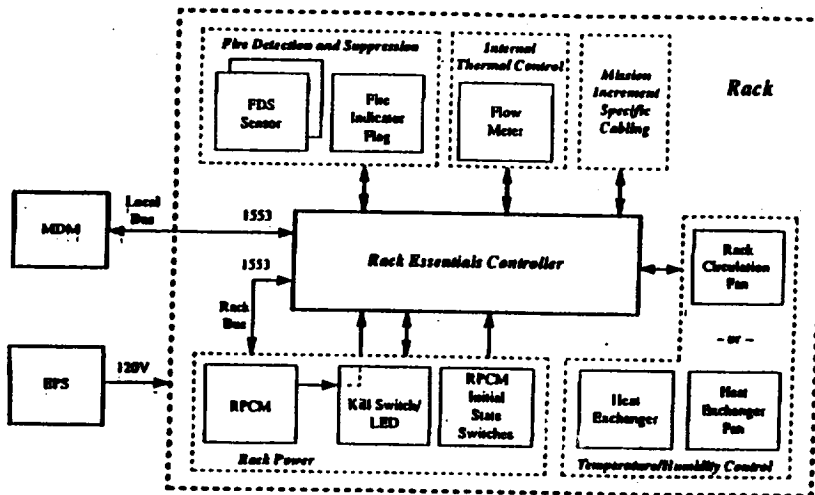 Fire Detection and Suppression
FDS
Sensor
Fire
Indicator
Flag
Internal
Thermal Control
Flow
Meter
Mission
Increment
Specific
Cabling
Rack
MDM
Local
Bus
1553
1553
Rack Essentials Controller
Rack
Bus
Rack
Circulation
Fan
- or -
EPS
120V
RPCM
Kill Switch/
LED
RPCM
Initial
State
Switches
Rack Power
Heat
Exchanger
Heat
Exchanger
Fan
Temperature/Humidity Control